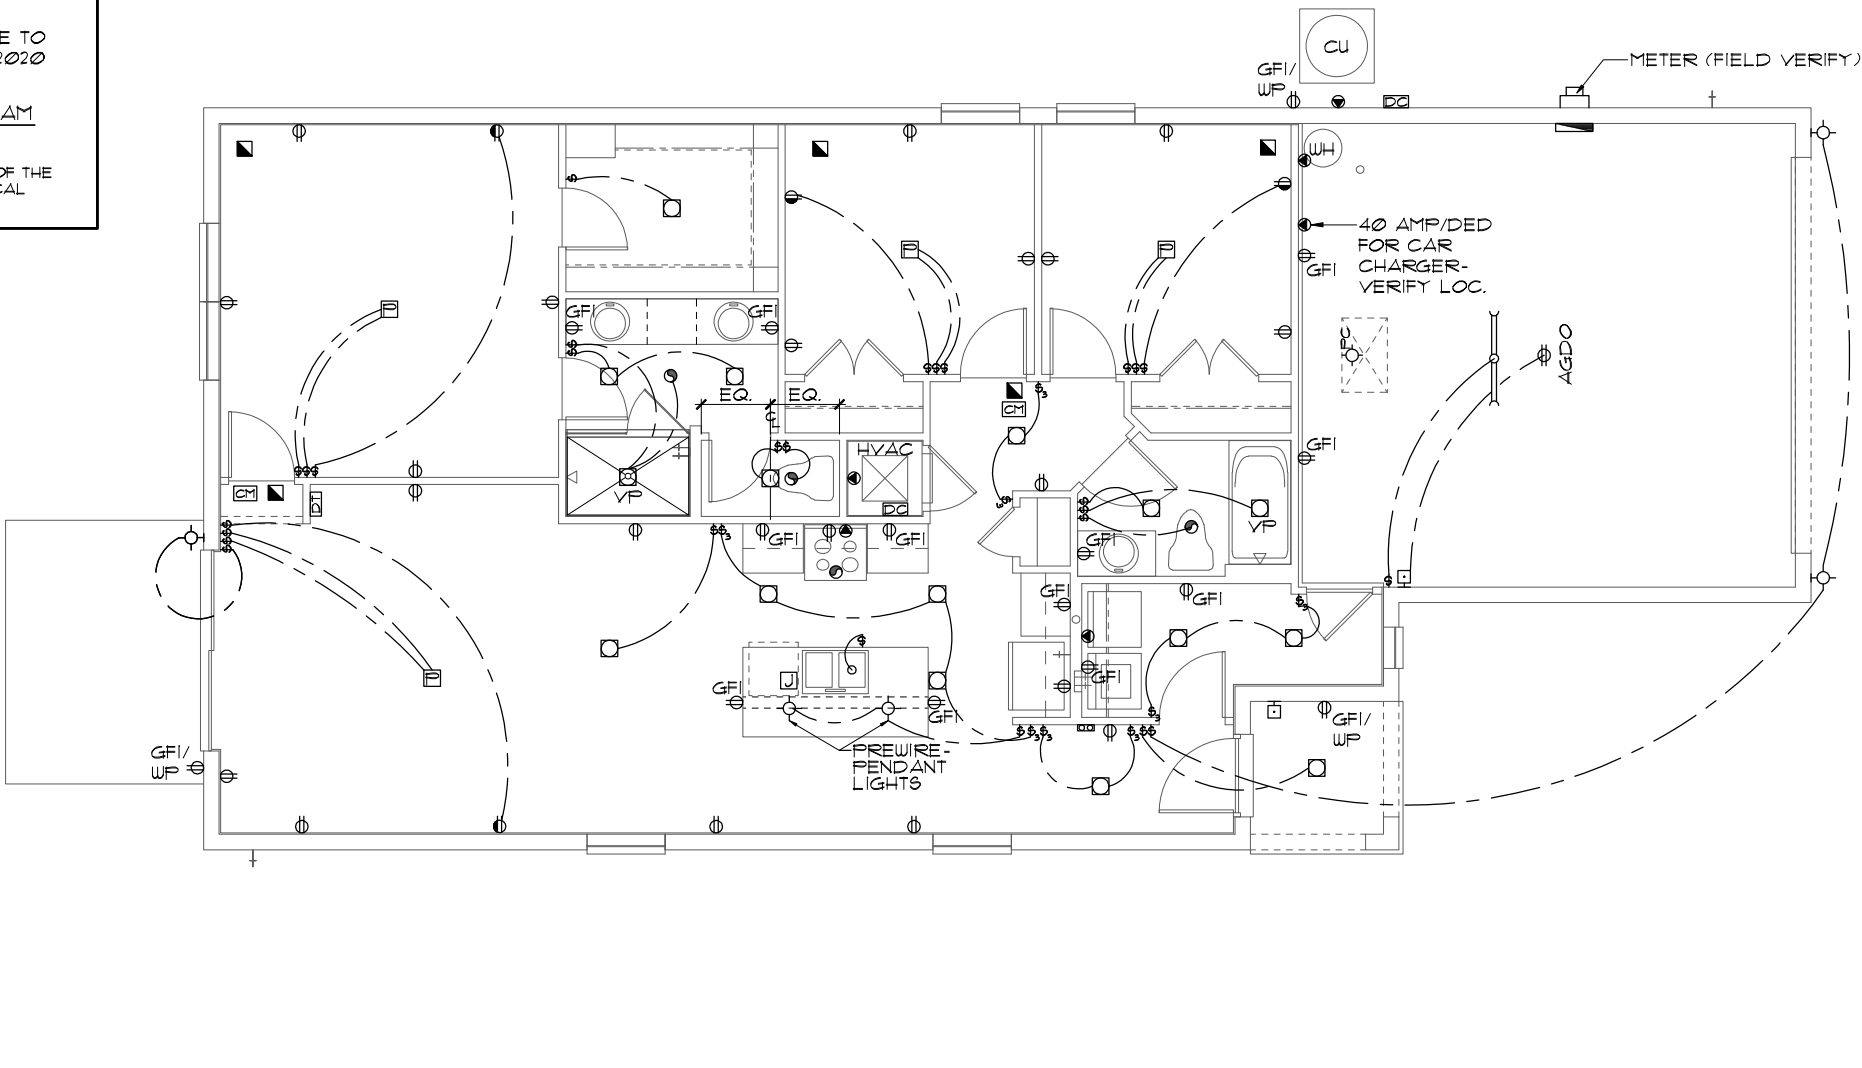 E TO
2020
AM
OF THE
CAL
CU
GFI/
WP
DC
METER (FIELD VERIFY)
WH
40 AMP/DED
FOR CAR
CHARGER-
VERIFY LOC.
GFI
GFI
PC
AGDO
GFI
GFI
GFI
EQ.
EQ.
CL
HVAC
DC
VP
CM
DT
CM
VP
GFI
GFI
GFI
GFI
GFI
GFI
J
GFI
GFI
PREWIRE-
PENDANT
LIGHTS
GFI/
WP
GFI/
WP